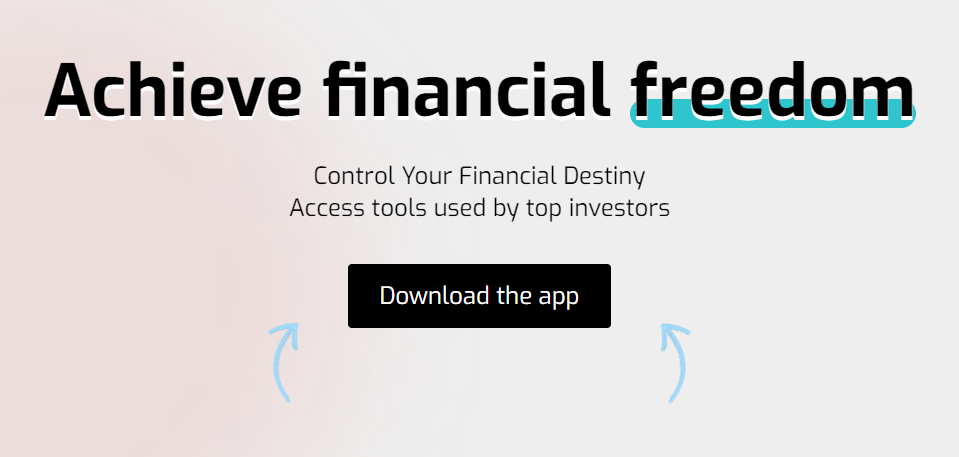 Achieve financial freedom
Control Your Financial Destiny
Access tools used by top investors
Download the app